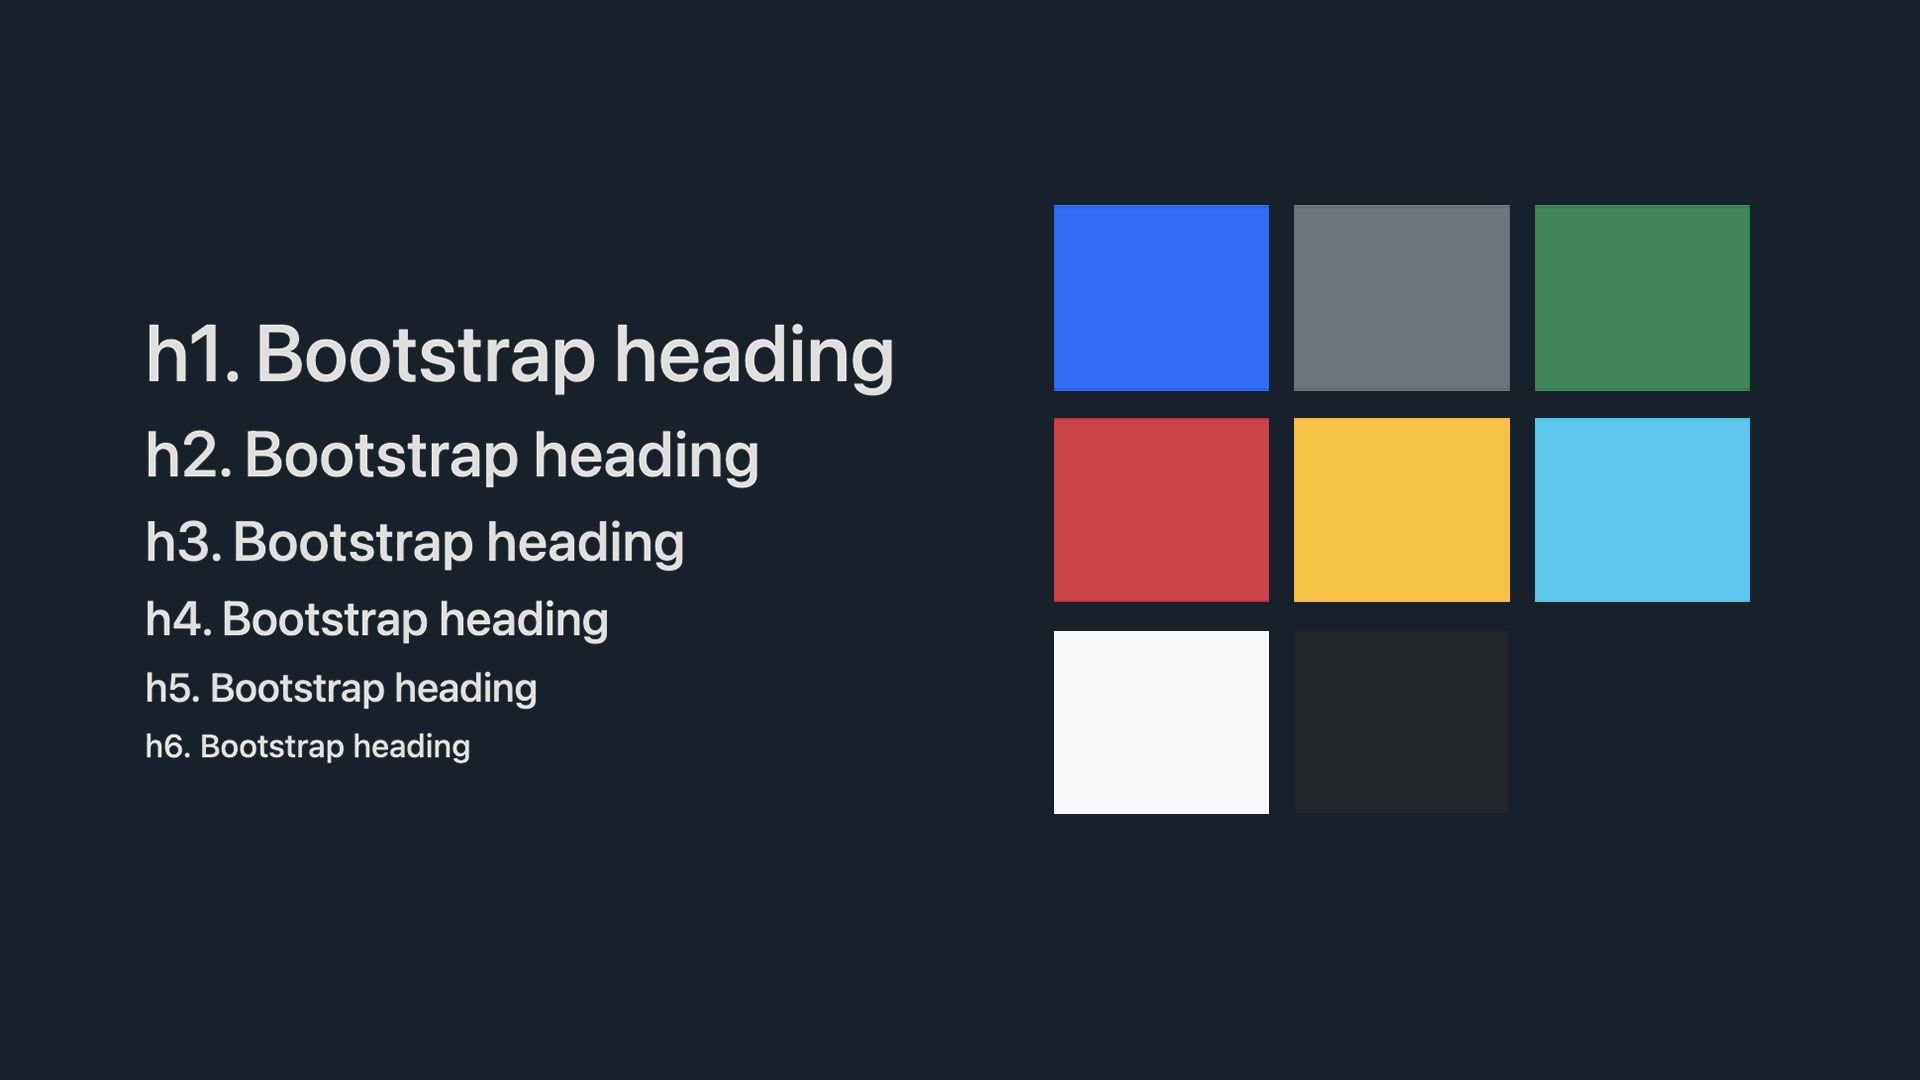 h1. Bootstrap heading
h2. Bootstrap heading
h3. Bootstrap heading
h4. Bootstrap heading
h5. Bootstrap heading
h6. Bootstrap heading